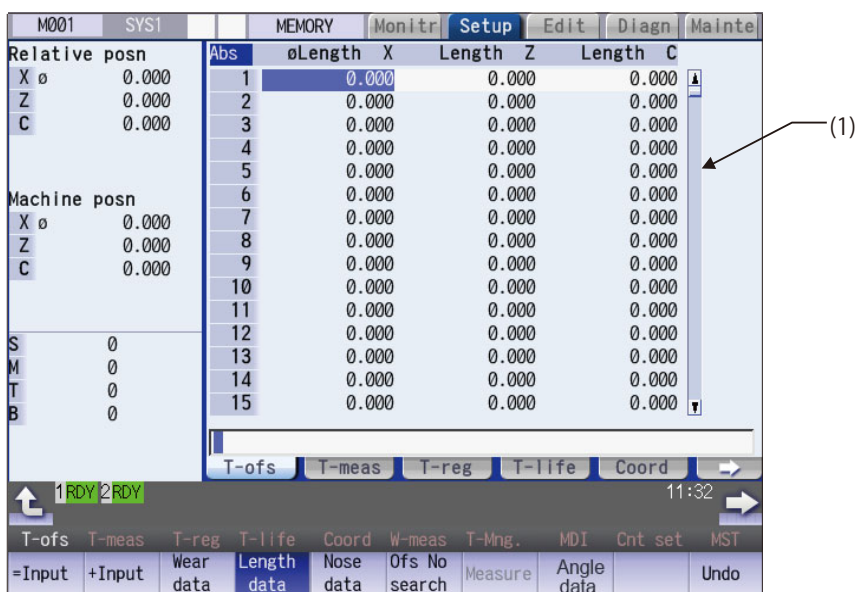 M001 SYS1 MEMORY Monitr Setup Edit Diagn Mainte
Relative posn
X ø 0.000
Z 0.000
C 0.000
Machine posn
X ø 0.000
Z 0.000
C 0.000
S 0
M 0
T 0
B 0
Abs øLength X Length Z Length C
1 0.000 0.000 0.000
2 0.000 0.000 0.000
3 0.000 0.000 0.000
4 0.000 0.000 0.000
5 0.000 0.000 0.000
6 0.000 0.000 0.000
7 0.000 0.000 0.000
8 0.000 0.000 0.000
9 0.000 0.000 0.000
10 0.000 0.000 0.000
11 0.000 0.000 0.000
12 0.000 0.000 0.000
13 0.000 0.000 0.000
14 0.000 0.000 0.000
15 0.000 0.000 0.000
(1)
T-ofs T-meas T-reg T-life Coord
1 RDY 2 RDY 11:32
T-ofs T-meas T-reg T-life Coord W-meas T-Mng. MDI Cnt set MST
=Input +Input Wear data Length data Nose data Ofs No search Measure Angle data Undo